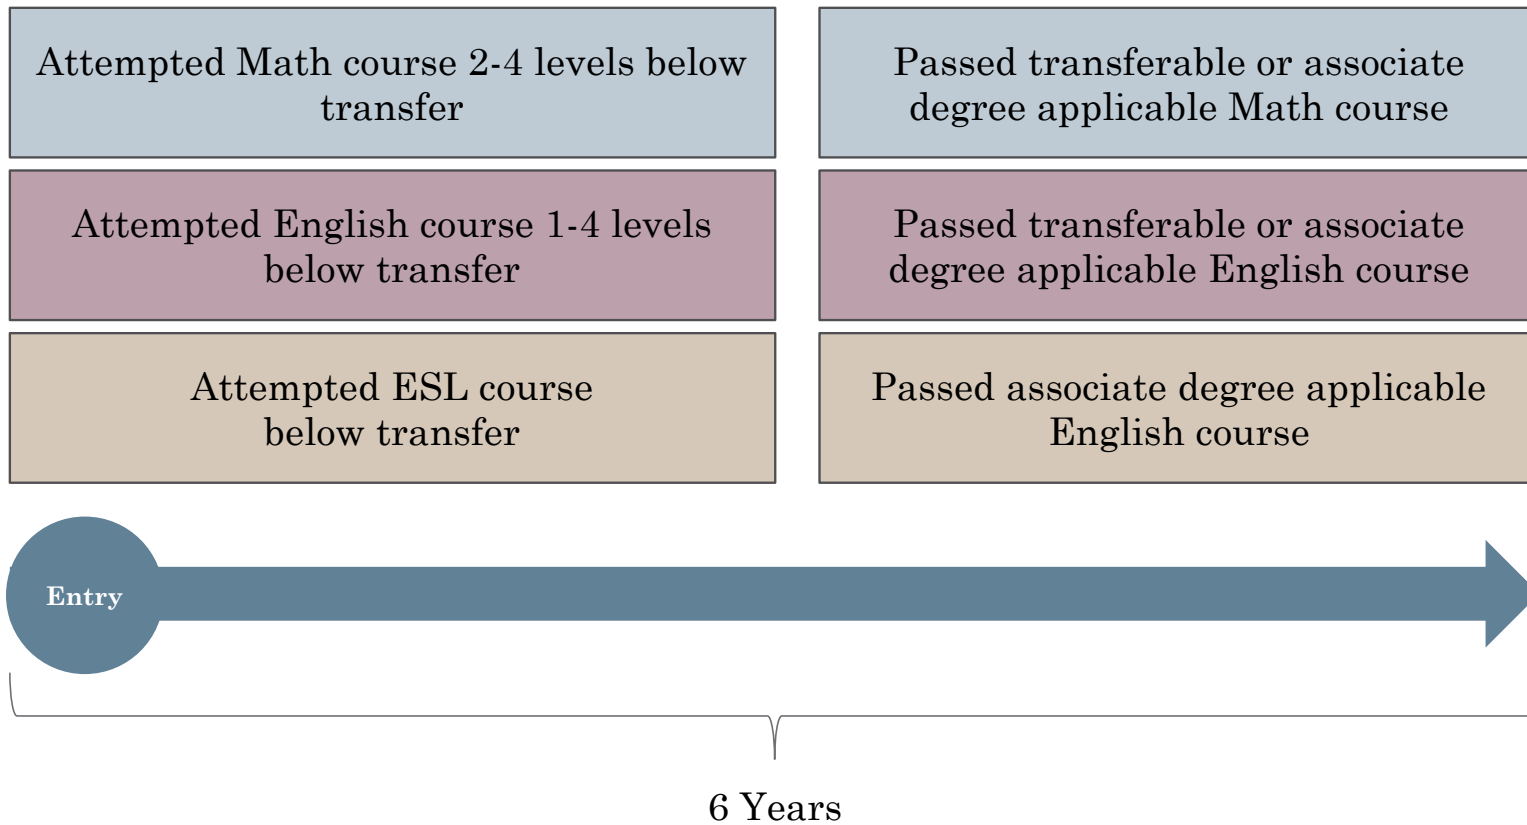 Attempted Math course 2-4 levels below
transfer
Passed transferable or associate
degree applicable Math course
Attempted English course 1-4 levels
below transfer
Passed transferable or associate
degree applicable English course
Attempted ESL course
below transfer
Passed associate degree applicable
English course
Entry
6 Years